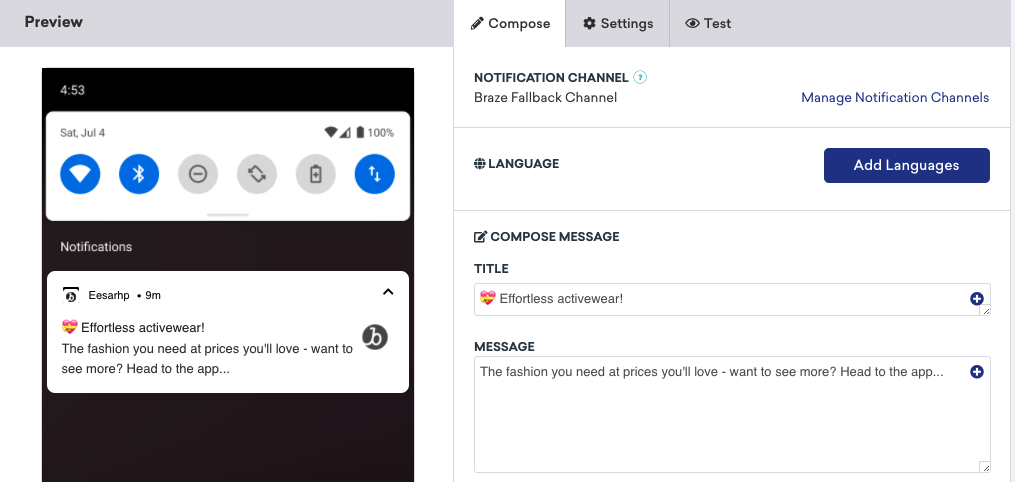 Preview
Compose
Settings
Test
4:53
Sat, Jul 4
100%
Notifications
Eesarhp • 9m
💝 Effortless activewear!
The fashion you need at prices you'll love - want to
see more? Head to the app...
NOTIFICATION CHANNEL ?
Braze Fallback Channel
Manage Notification Channels
LANGUAGE
Add Languages
COMPOSE MESSAGE
TITLE
💝 Effortless activewear!
MESSAGE
The fashion you need at prices you'll love - want to see more? Head to the app...